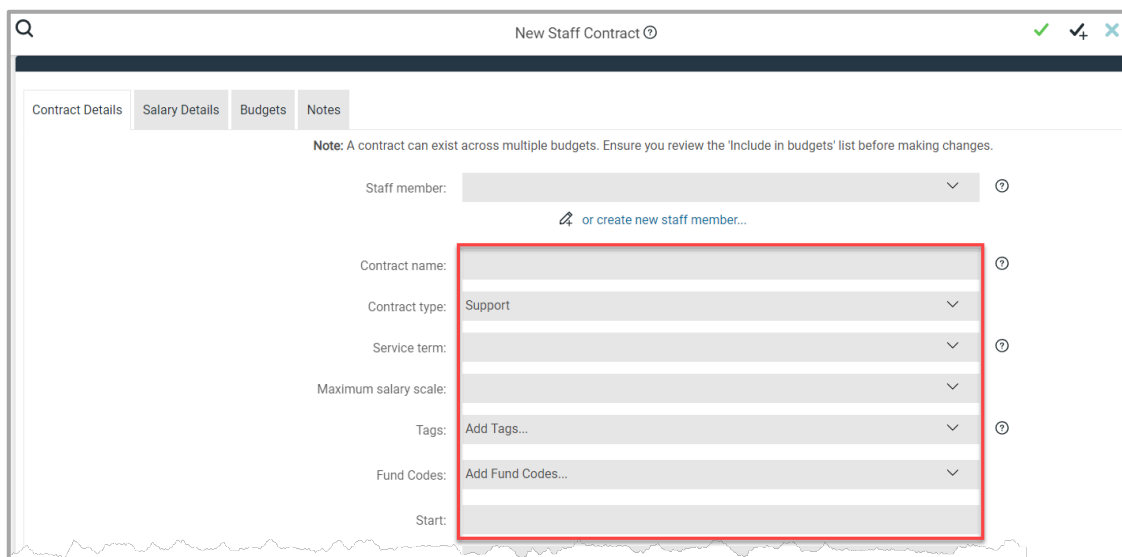 New Staff Contract
Contract Details Salary Details Budgets Notes
Note: A contract can exist across multiple budgets. Ensure you review the 'Include in budgets' list before making changes.
Staff member:
or create new staff member...
Contract name:
Contract type: Support
Service term:
Maximum salary scale:
Tags: Add Tags...
Fund Codes: Add Fund Codes...
Start: